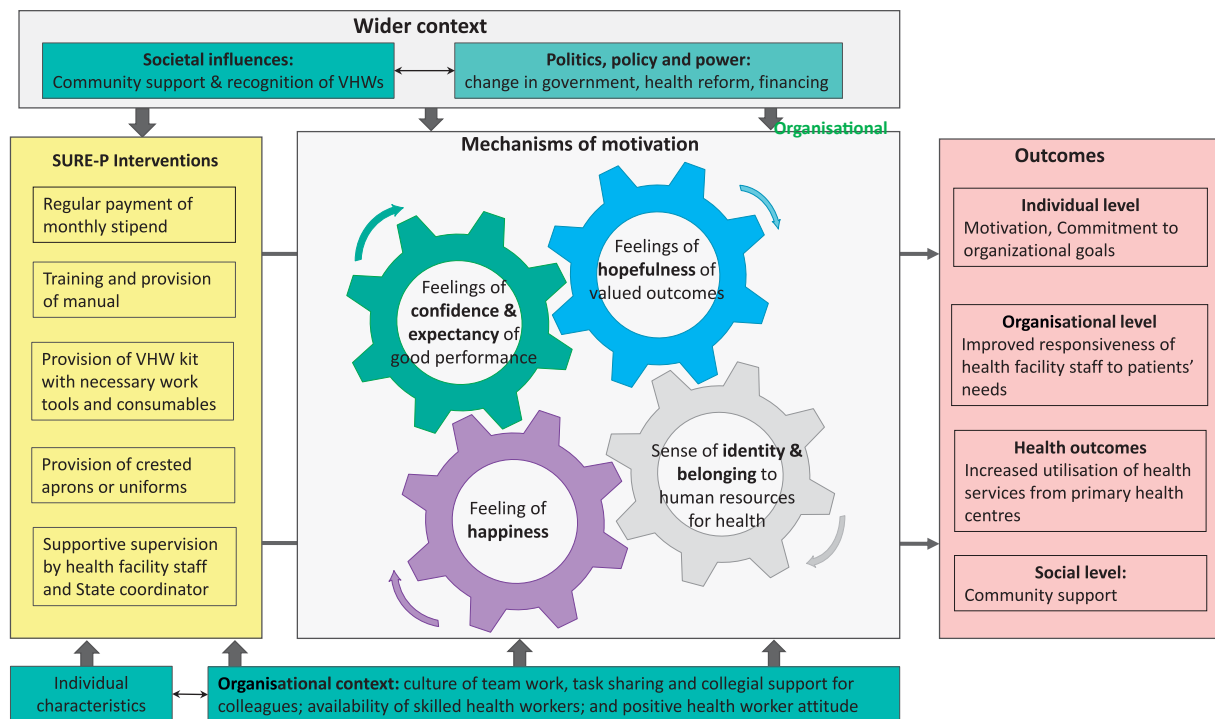 Wider context
Societal influences:
Community support & recognition of VHWs
Politics, policy and power:
change in government, health reform, financing
Organisational
SURE-P Interventions
Regular payment of
monthly stipend
Training and provision
of manual
Provision of VHW kit
with necessary work
tools and consumables
Provision of crested
aprons or uniforms
Supportive supervision
by health facility staff
and State coordinator
Mechanisms of motivation
Feelings of
confidence &
expectancy of
good performance
Feelings of
hopefulness of
valued outcomes
Feeling of
happiness
Sense of identity &
belonging to
human resources
for health
Outcomes
Individual level
Motivation, Commitment to
organizational goals
Organisational level
Improved responsiveness of
health facility staff to patients’
needs
Health outcomes
Increased utilisation of health
services from primary health
centres
Social level:
Community support
Individual
characteristics
Organisational context: culture of team work, task sharing and collegial support for
colleagues; availability of skilled health workers; and positive health worker attitude